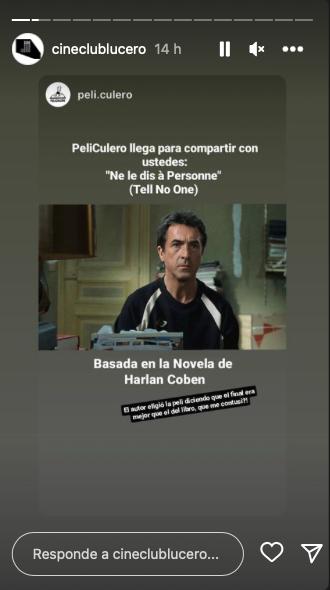 cineclublucero 14 h
peli.culero
PeliCulero llega para compartir con
ustedes:
"Ne le dis à Personne"
(Tell No One)
Basada en la Novela de
Harlan Coben
El autor eligió la peli diciendo que el final era
mejor que el del libro, que me contusi?!
Responde a cineclublucero...